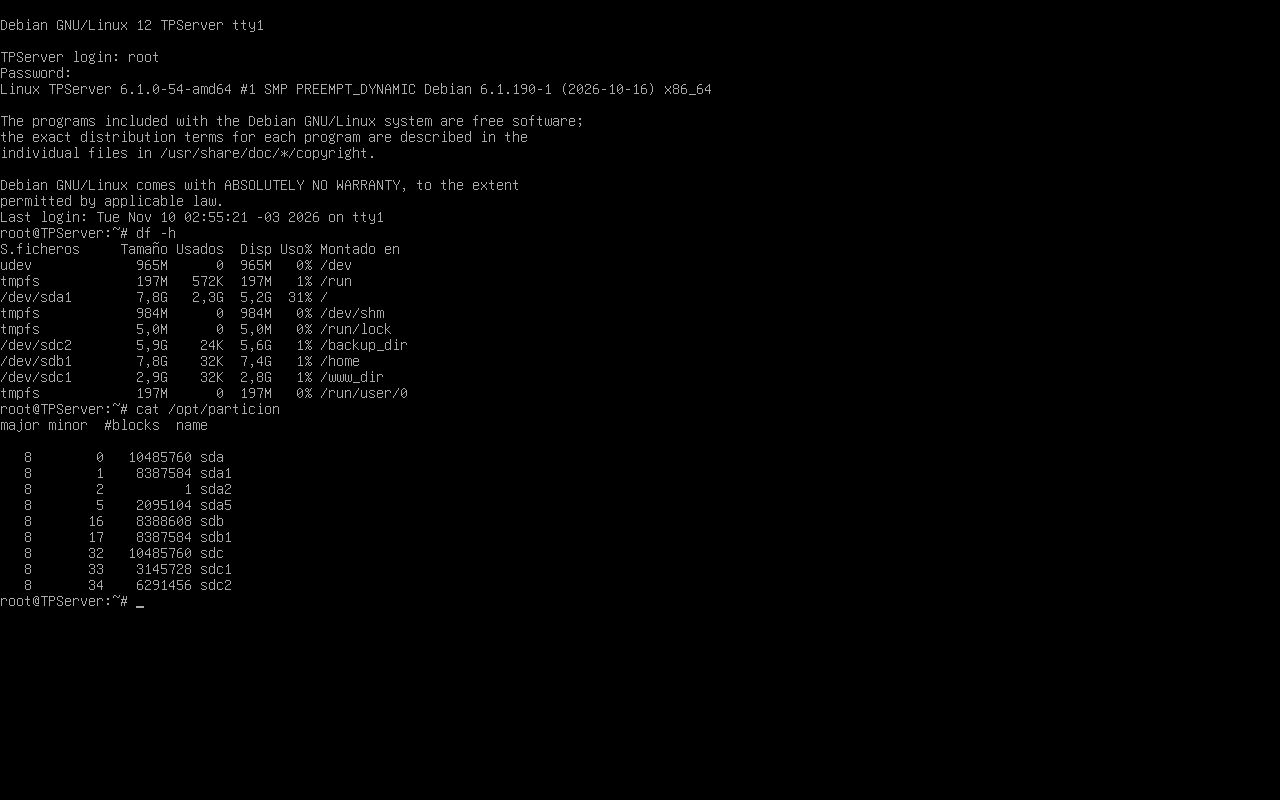 Debian GNU/Linux 12 TPServer tty1
TPServer login: root
Password:
Linux TPServer 6.1.0-54-amd64 #1 SMP PREEMPT_DYNAMIC Debian 6.1.190-1 (2026-10-16) x86_64
The programs included with the Debian GNU/Linux system are free software;
the exact distribution terms for each program are described in the
individual files in /usr/share/doc/*/copyright.
Debian GNU/Linux comes with ABSOLUTELY NO WARRANTY, to the extent
permitted by applicable law.
Last login: Tue Nov 10 02:55:21 -03 2026 on tty1
root@TPServer:~# df -h
S.ficheros     Tamaño Usados  Disp Uso% Montado en
udev             965M      0  965M   0% /dev
tmpfs            197M   572K  197M   1% /run
/dev/sda1        7,8G   2,3G  5,2G  31% /
tmpfs            984M      0  984M   0% /dev/shm
tmpfs            5,0M      0  5,0M   0% /run/lock
/dev/sdc2        5,9G    24K  5,6G   1% /backup_dir
/dev/sdb1        7,8G    32K  7,4G   1% /home
/dev/sdc1        2,9G    32K  2,8G   1% /www_dir
tmpfs            197M      0  197M   0% /run/user/0
root@TPServer:~# cat /opt/particion
major minor  #blocks  name
   8        0   10485760 sda
   8        1    8387584 sda1
   8        2          1 sda2
   8        5    2095104 sda5
   8       16    8388608 sdb
   8       17    8387584 sdb1
   8       32   10485760 sdc
   8       33    3145728 sdc1
   8       34    6291456 sdc2
root@TPServer:~# _